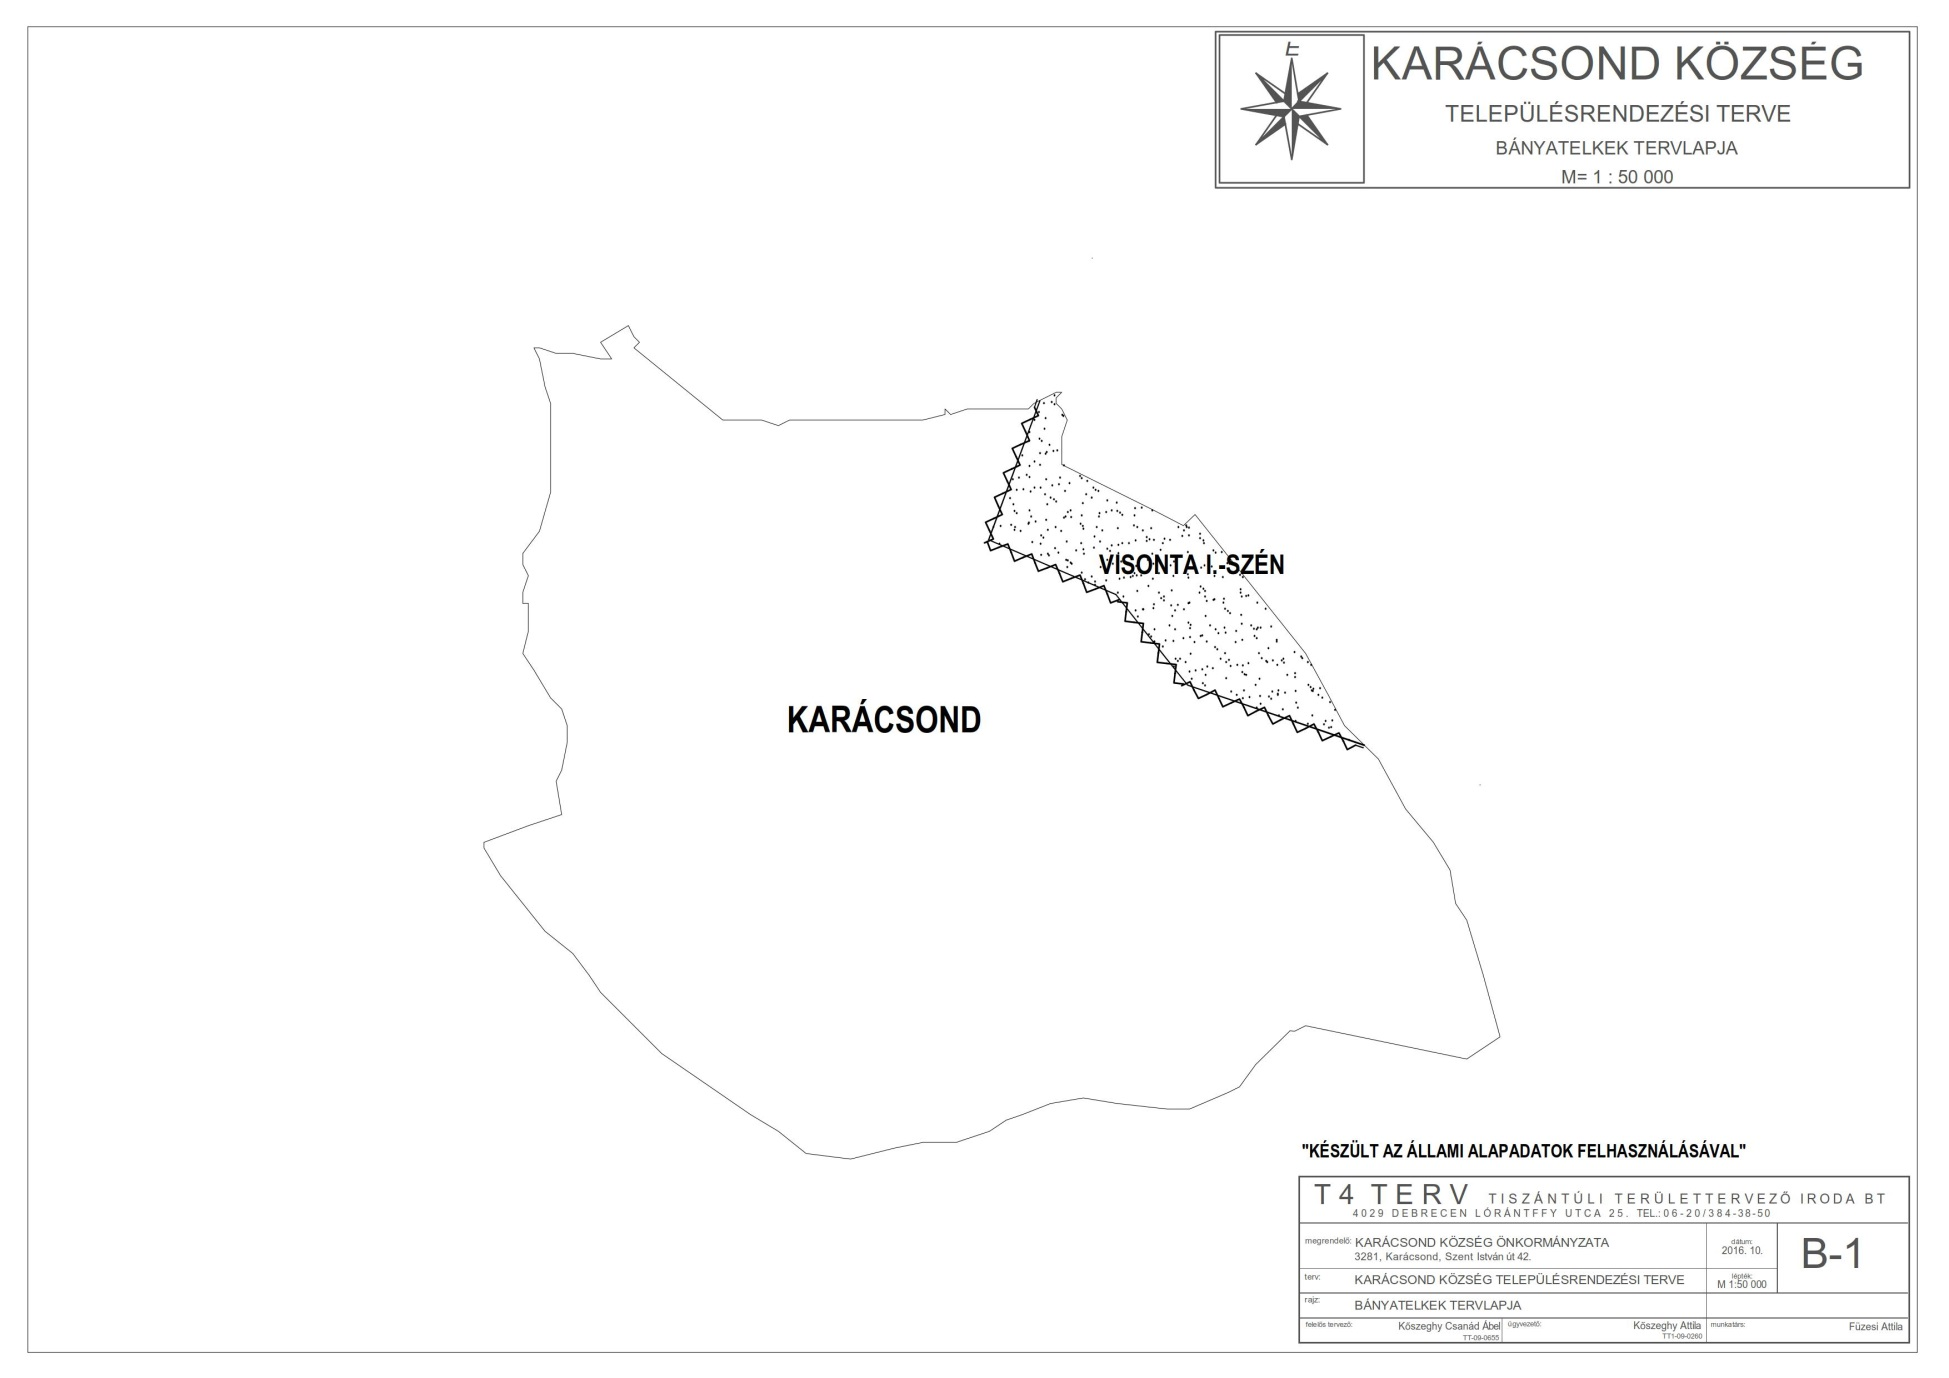 É
KARÁCSOND KÖZSÉG
TELEPÜLÉSRENDEZÉSI TERVE
BÁNYATELKEK TERVLAPJA
M= 1 : 50 000
VISONTA I.-SZÉN
KARÁCSOND
"KÉSZÜLT AZ ÁLLAMI ALAPADATOK FELHASZNÁLÁSÁVAL"
T4 TERV TISZÁNTÚLI TERÜLETTERVEZŐ IRODA BT
4029 DEBRECEN LÓRÁNTFFY UTCA 25. TEL.:06-20/384-38-50
megrendelő: KARÁCSOND KÖZSÉG ÖNKORMÁNYZATA
3281, Karácsond, Szent István út 42.
dátum:
2016. 10.
B-1
terv: KARÁCSOND KÖZSÉG TELEPÜLÉSRENDEZÉSI TERVE
lépték:
M 1:50 000
rajz: BÁNYATELKEK TERVLAPJA
felelős tervező: Kőszeghy Csanád Ábel
TT-09-0655
ügyvezető: Kőszeghy Attila
TT1-09-0260
munkatárs: Füzesi Attila